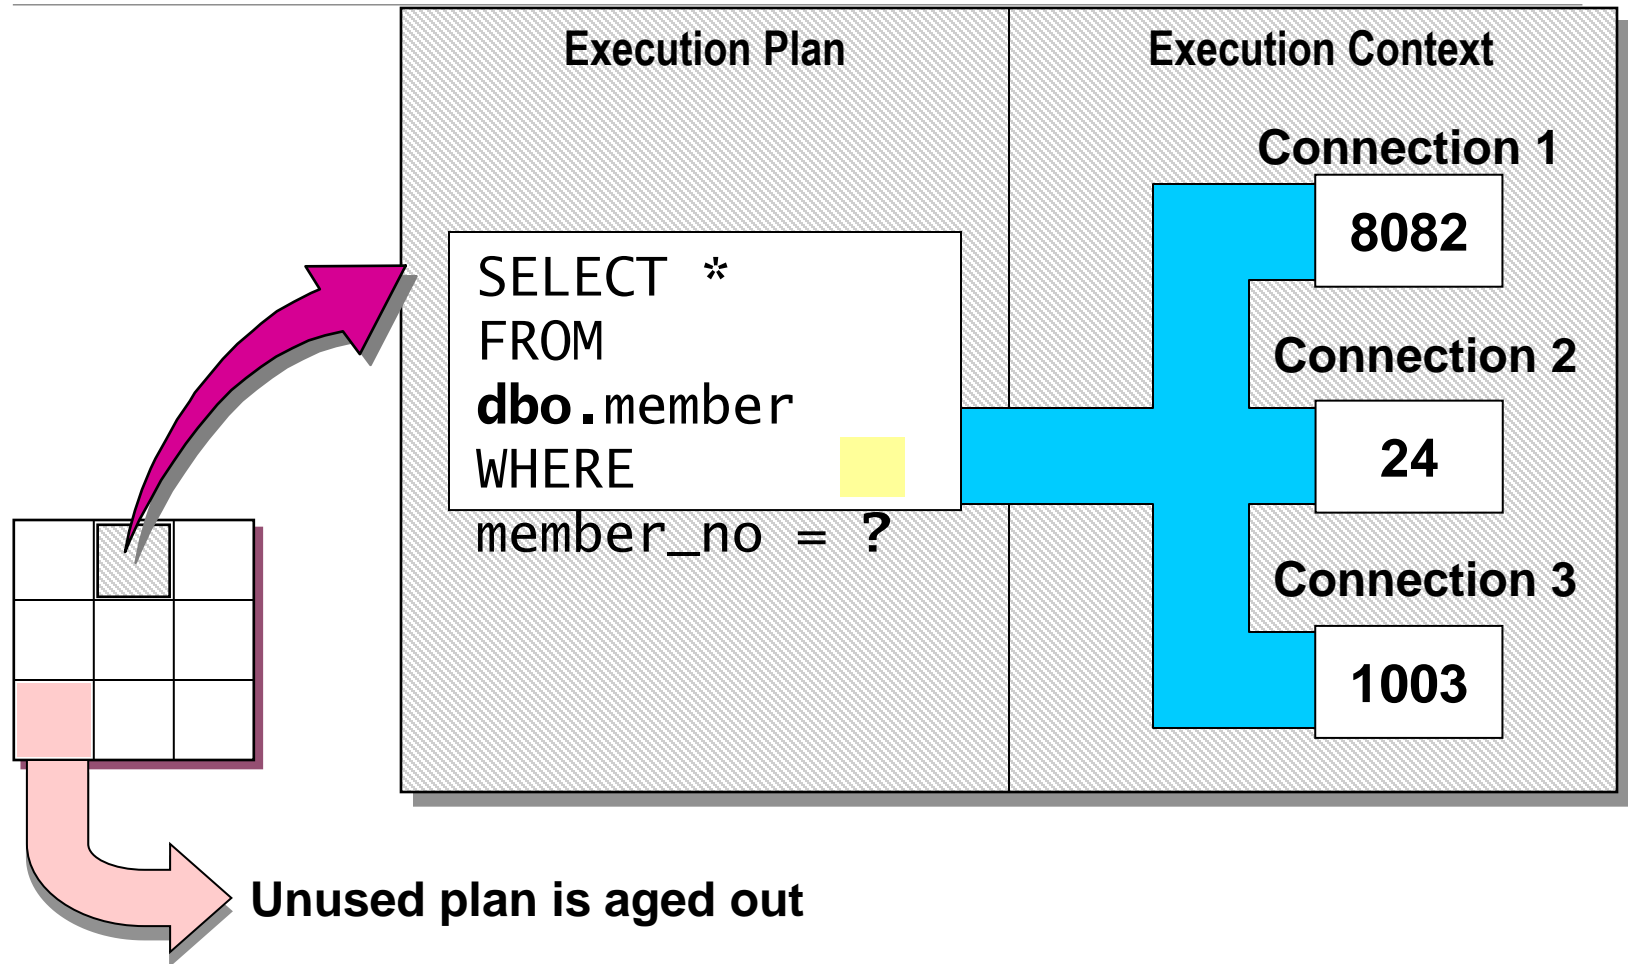 Execution Plan
Execution Context
SELECT *
FROM
dbo.member
WHERE
member_no = ?
Connection 1
8082
Connection 2
24
Connection 3
1003
Unused plan is aged out